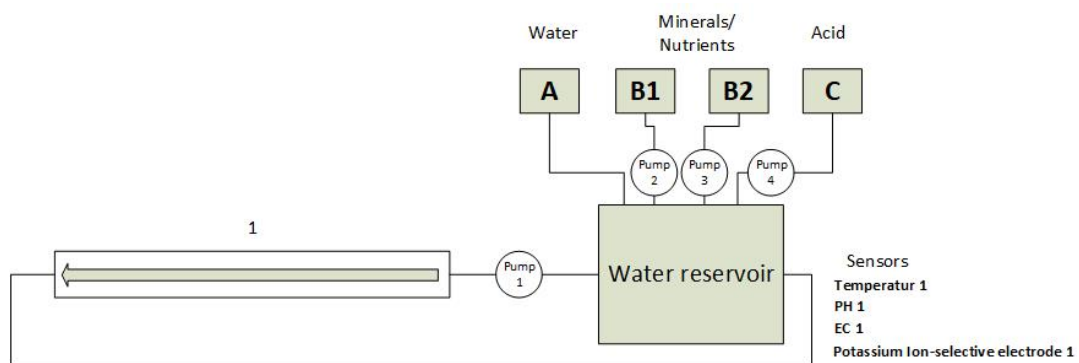 Water
Minerals/
Nutrients
Acid
A
B1
B2
C
Pump
2
Pump
3
Pump
4
1
Pump
1
Water reservoir
Sensors
Temperatur 1
PH 1
EC 1
Potassium Ion-selective electrode 1